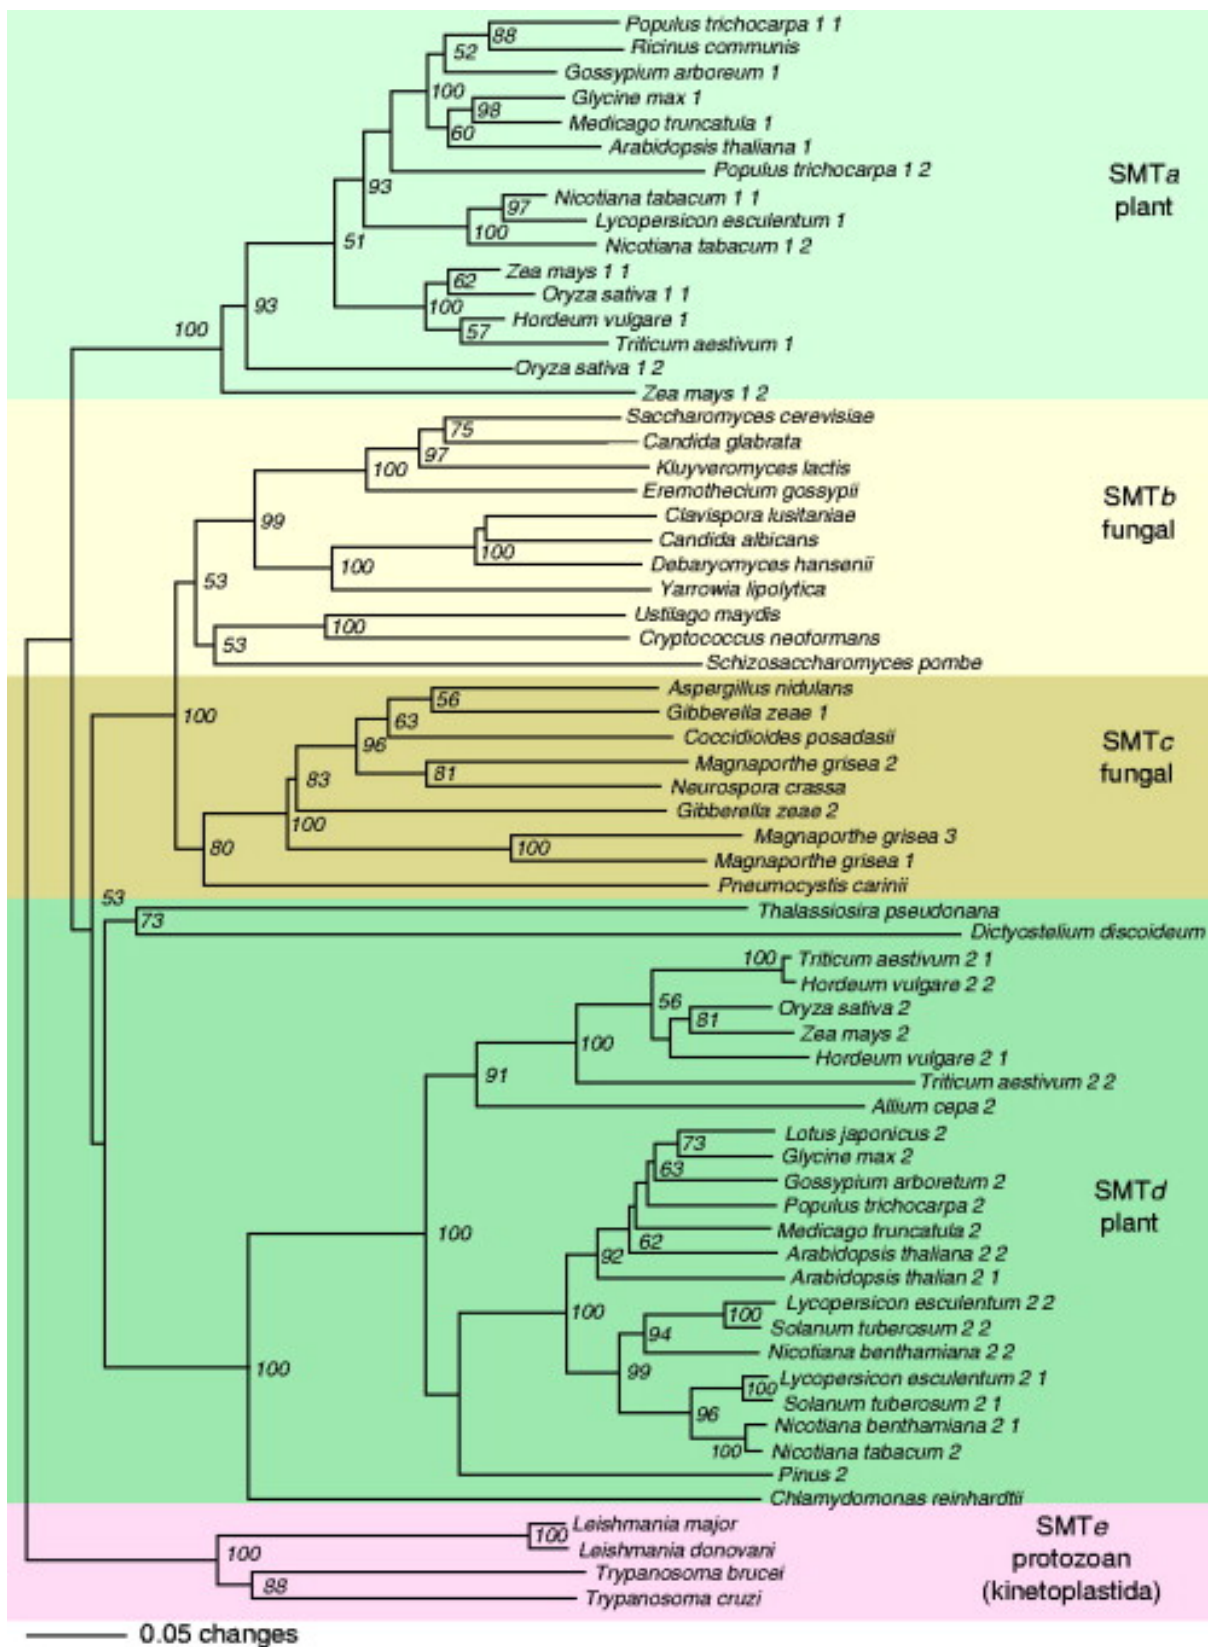 Populus trichocarpa 1 1
88
Ricinus communis
52
Gossypium arboreum 1
100
Glycine max 1
98
Medicago truncatula 1
60
Arabidopsis thaliana 1
Populus trichocarpa 1 2
SMTa
plant
93
Nicotiana tabacum 1 1
97
Lycopersicon esculentum 1
100
Nicotiana tabacum 1 2
51
Zea mays 1 1
62
Oryza sativa 1 1
100
Hordeum vulgare 1
57
Triticum aestivum 1
93
100
Oryza sativa 1 2
Zea mays 1 2
Saccharomyces cerevisiae
75
Candida glabrata
97
Kluyveromyces lactis
100
Eremothecium gossypii
SMTb
fungal
99
Clavispora lusitaniae
Candida albicans
100
Debaryomyces hansenii
100
Yarrowia lipolytica
53
Ustilago maydis
100
Cryptococcus neoformans
53
Schizosaccharomyces pombe
Aspergillus nidulans
56
Gibberella zeae 1
63
100
Coccidioides posadasii
96
SMTc
fungal
Magnaporthe grisea 2
81
83
Neurospora crassa
Gibberella zeae 2
100
Magnaporthe grisea 3
80
100
Magnaporthe grisea 1
Pneumocystis carinii
53
Thalassiosira pseudonana
73
Dictyostelium discoideum
100
Triticum aestivum 2 1
Hordeum vulgare 2 2
56
Oryza sativa 2
81
Zea mays 2
100
Hordeum vulgare 2 1
91
Triticum aestivum 2 2
Allium cepa 2
Lotus japonicus 2
73
Glycine max 2
63
Gossypium arboretum 2
SMTd
plant
Populus trichocarpa 2
100
Medicago truncatula 2
62
92
Arabidopsis thaliana 2 2
Arabidopsis thalian 2 1
100
Lycopersicon esculentum 2 2
100
Solanum tuberosum 2 2
94
Nicotiana benthamiana 2 2
100
99
Lycopersicon esculentum 2 1
100
Solanum tuberosum 2 1
96
Nicotiana benthamiana 2 1
100
Nicotiana tabacum 2
Pinus 2
Chlamydomonas reinhardtii
Leishmania major
100
Leishmania donovani
100
Trypanosoma brucei
88
Trypanosoma cruzi
SMTe
protozoan
(kinetoplastida)
0.05 changes